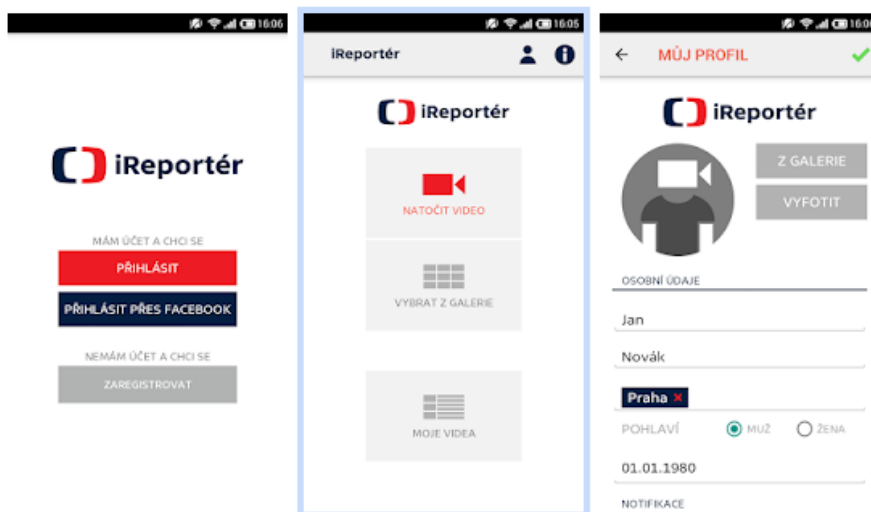 16:06
iReportér
MÁM ÚČET A CHCI SE
PŘIHLÁSIT
PŘIHLÁSIT PŘES FACEBOOK
NEMÁM ÚČET A CHCI SE
ZAREGISTROVAT
16:05
iReportér
iReportér
NATOČIT VIDEO
VYBRAT Z GALERIE
MOJE VIDEA
16:06
MŮJ PROFIL
iReportér
Z GALERIE
VYFOTIT
OSOBNÍ ÚDAJE
Jan
Novák
Praha ×
POHLAVÍ MUŽ ŽENA
01.01.1980
NOTIFIKACE